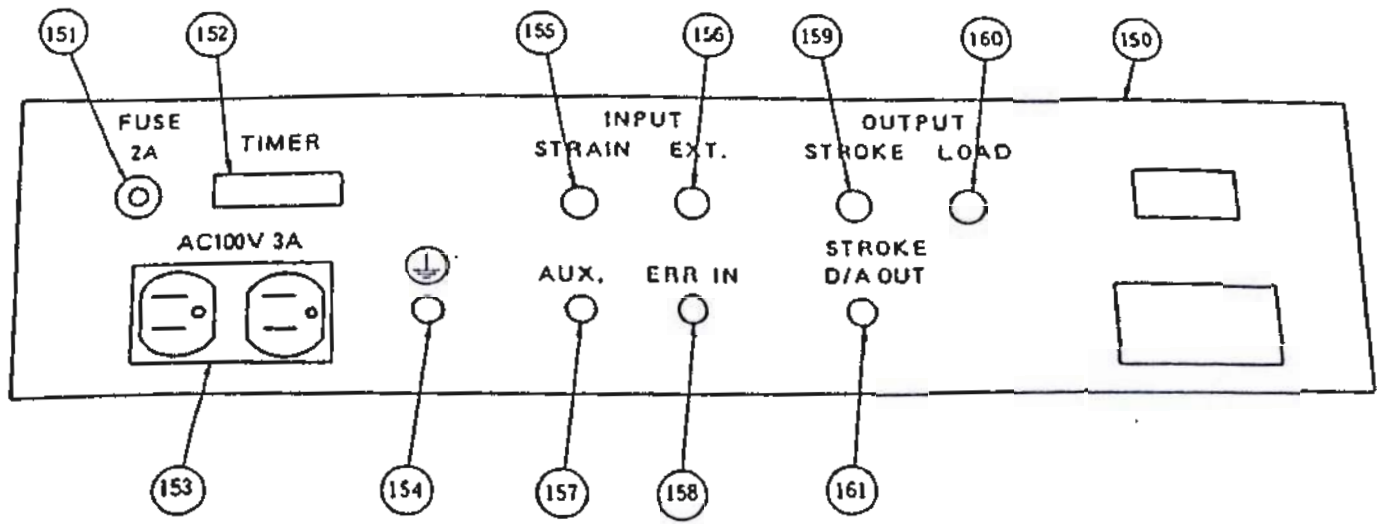 151
152
155
156
159
160
150
FUSE
2A
TIMER
INPUT
STRAIN EXT.
OUTPUT
STROKE LOAD
AC100V 3A
AUX.
ERR IN
STROKE
D/A OUT
153
154
157
158
161